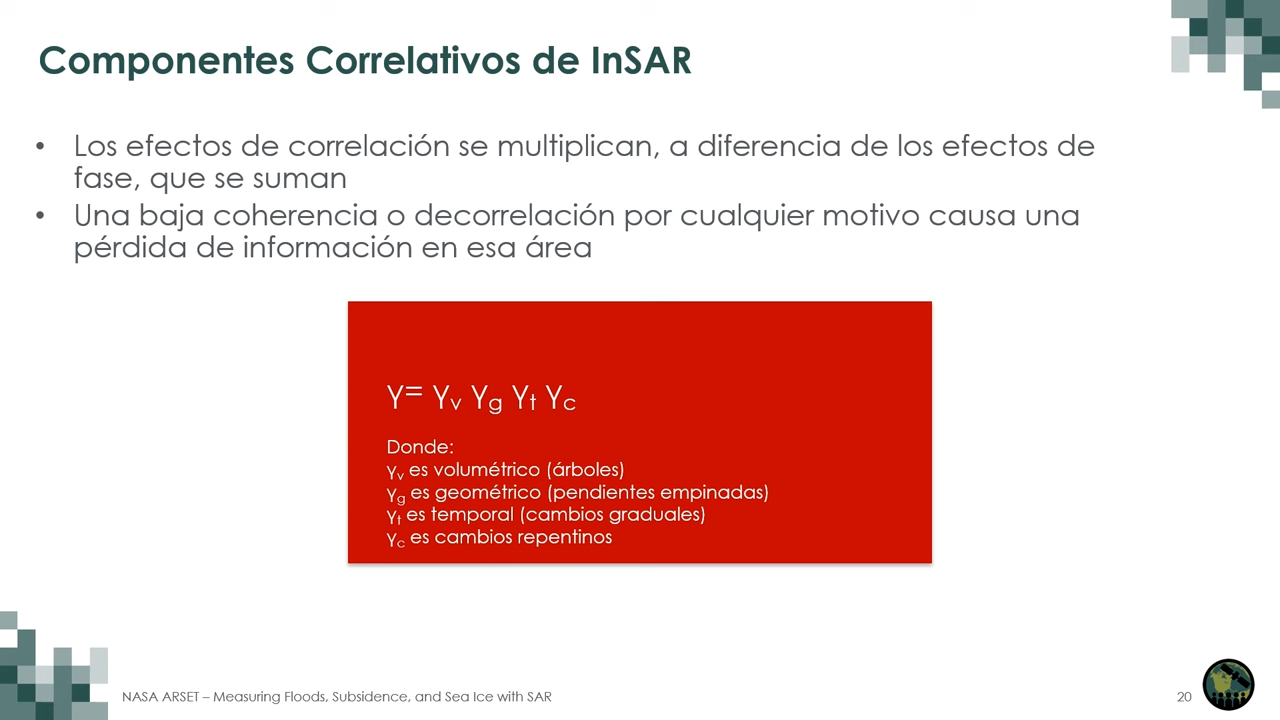 Componentes Correlativos de InSAR
• Los efectos de correlación se multiplican, a diferencia de los efectos de
fase, que se suman
• Una baja coherencia o decorrelación por cualquier motivo causa una
pérdida de información en esa área
γ= γv γg γt γc
Donde:
γv es volumétrico (árboles)
γg es geométrico (pendientes empinadas)
γt es temporal (cambios graduales)
γc es cambios repentinos
NASA ARSET – Measuring Floods, Subsidence, and Sea Ice with SAR
20